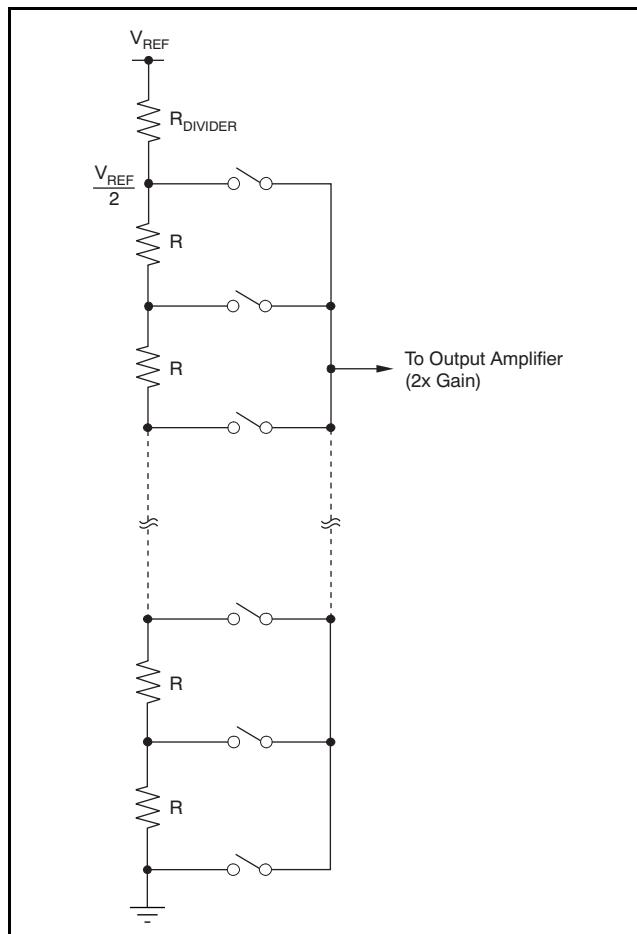 VREF
RDIVIDER
VREF
2
R
R
To Output Amplifier
(2x Gain)
R
R